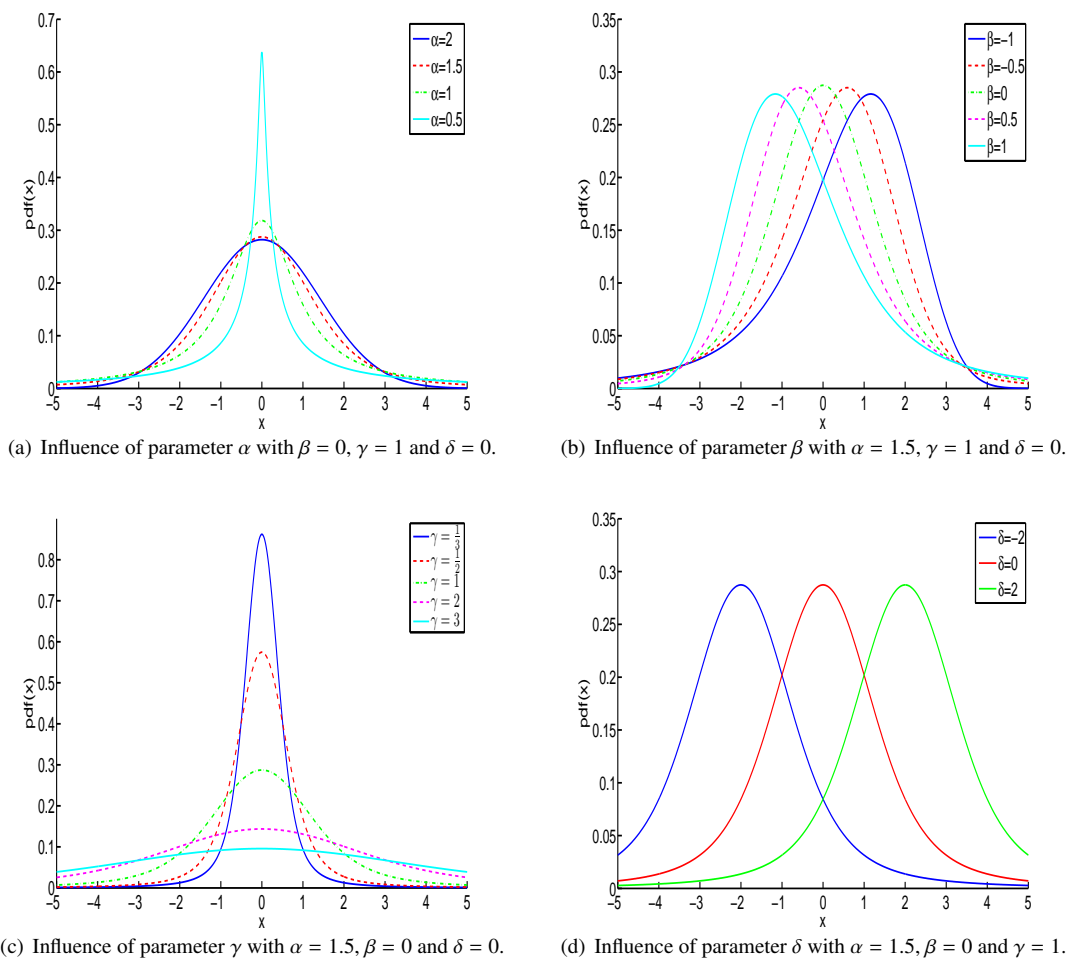 0.7
0.6
0.5
0.4
0.3
0.2
0.1
0
pdf(x)
−5 −4 −3 −2 −1 0 1 2 3 4 5
x
α=2
α=1.5
α=1
α=0.5
(a) Influence of parameter α with β = 0, γ = 1 and δ = 0.
0.35
0.3
0.25
0.2
0.15
0.1
0.05
0
pdf(x)
−5 −4 −3 −2 −1 0 1 2 3 4 5
x
β=−1
β=−0.5
β=0
β=0.5
β=1
(b) Influence of parameter β with α = 1.5, γ = 1 and δ = 0.
0.8
0.7
0.6
0.5
0.4
0.3
0.2
0.1
0
pdf(x)
−5 −4 −3 −2 −1 0 1 2 3 4 5
x
γ = 1/3
γ = 1/2
γ = 1
γ = 2
γ = 3
(c) Influence of parameter γ with α = 1.5, β = 0 and δ = 0.
0.35
0.3
0.25
0.2
0.15
0.1
0.05
0
pdf(x)
−5 −4 −3 −2 −1 0 1 2 3 4 5
x
δ=−2
δ=0
δ=2
(d) Influence of parameter δ with α = 1.5, β = 0 and γ = 1.